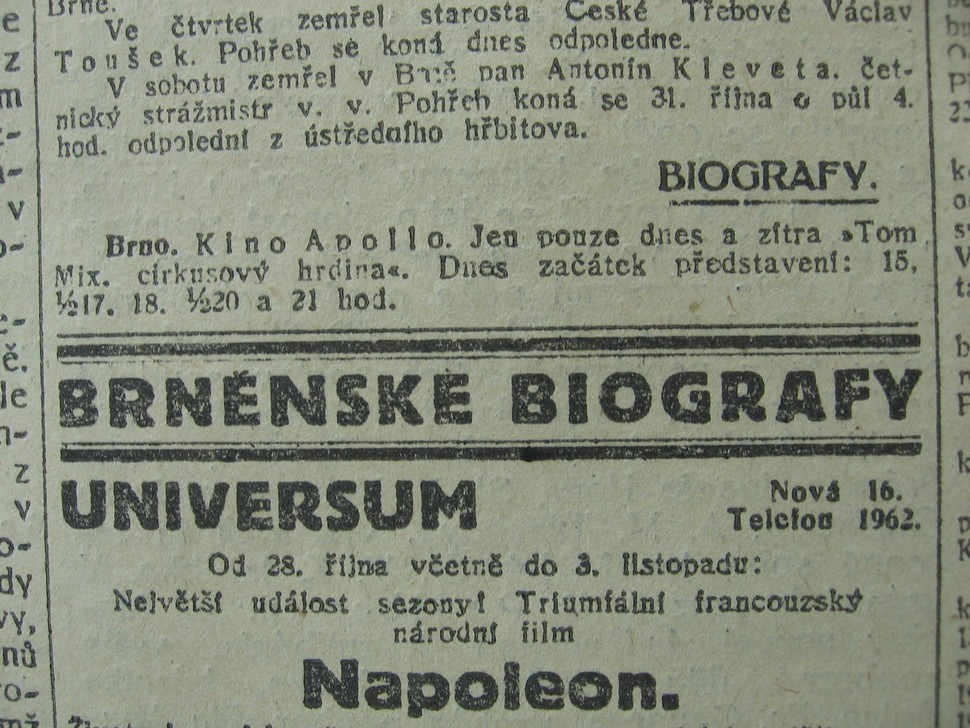 Brně.
Ve čtvrtek zemřel starosta České Třebové Václav
Toušek. Pohřeb se koná dnes odpoledne.
V sobotu zemřel v Brně pan Antonín Kleveta, čet-
nický strážmistr v. v. Pohřeb koná se 31. října o půl 4.
hod. odpolední z ústředního hřbitova.
BIOGRAFY.
Brno. Kino Apollo. Jen pouze dnes a zítra »Tom
Mix, cirkusový hrdina«. Dnes začátek představení: 15,
½17, 18, ½20 a 21 hod.
BRNĚNSKÉ BIOGRAFY
UNIVERSUM
Nová 16.
Telefon 1962.
Od 28. října včetně do 3. listopadu:
Největší událost sezony! Triumfální francouzský
národní film
Napoleon.